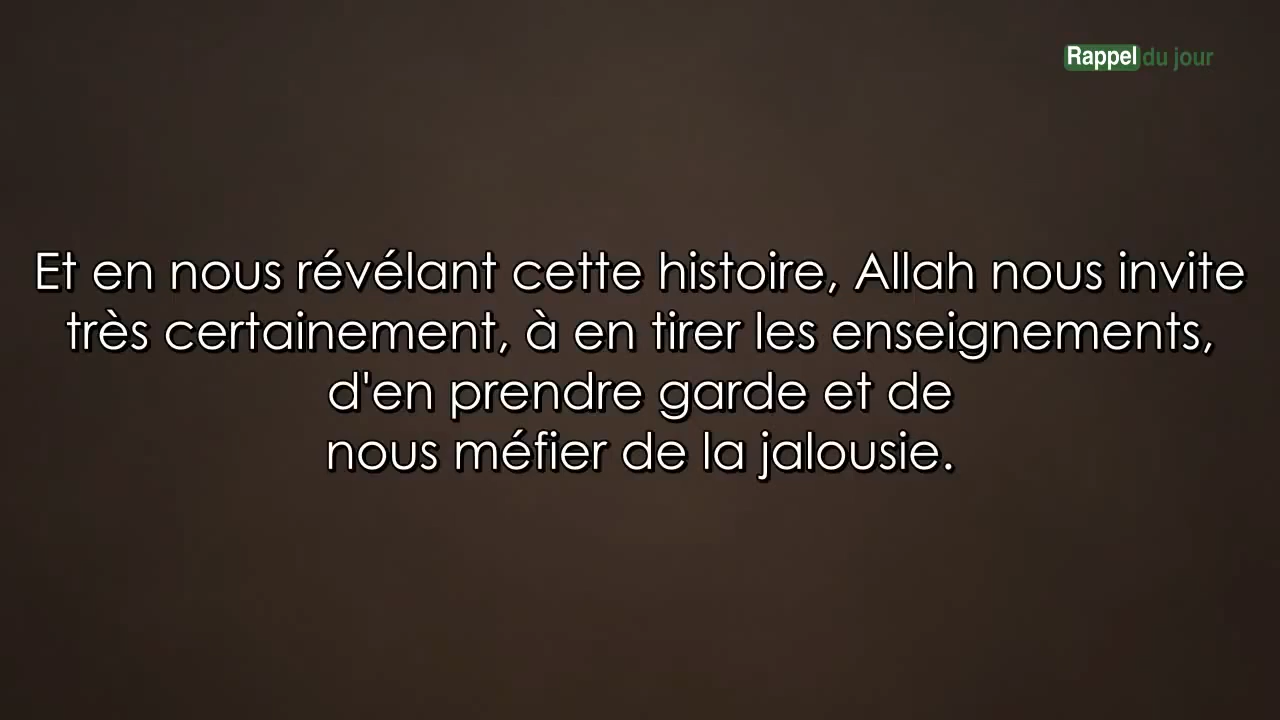 Rappel du jour
Et en nous révélant cette histoire, Allah nous invite
très certainement, à en tirer les enseignements,
d'en prendre garde et de
nous méfier de la jalousie.